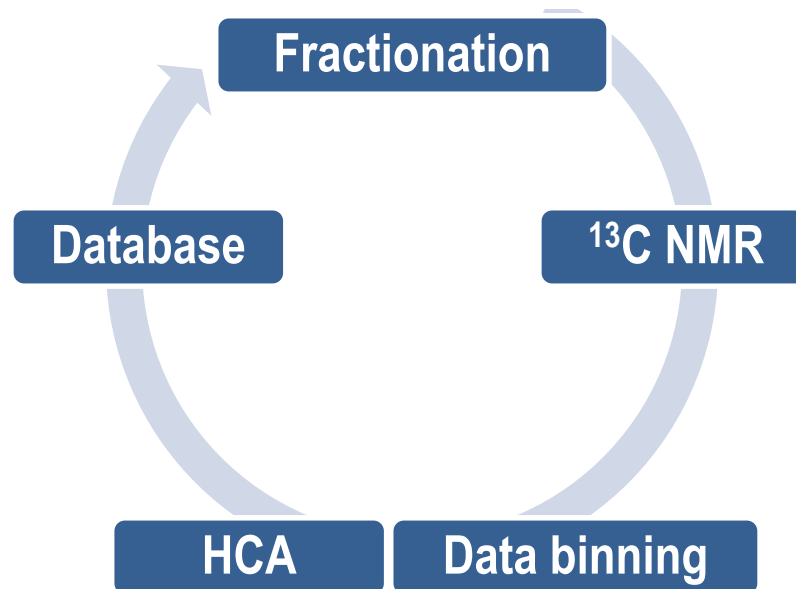 Fractionation
Database
¹³C NMR
HCA
Data binning